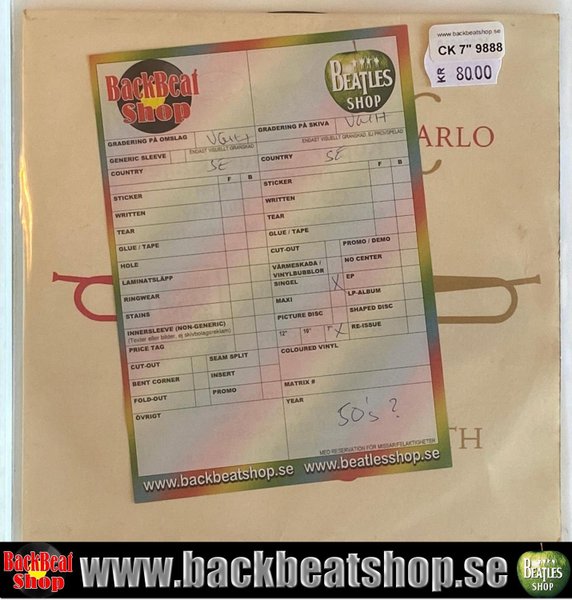 www.backbeatshop.se
CK 7" 9888
KR 80.00
ARLO
TH
BackBeat
Shop
BEATLES
SHOP
GRADERING PÅ OMSLAG
GRADERING PÅ SKIVA
ENDAST VISUELLT GRANSKAD
ENDAST VISUELLT GRANSKAD, EJ PROVSPELAD
GENERIC SLEEVE
COUNTRY SE
COUNTRY SE
F B
F B
STICKER
STICKER
WRITTEN
WRITTEN
TEAR
TEAR
GLUE / TAPE
GLUE / TAPE
HOLE
CUT-OUT
PROMO / DEMO
LAMINATSLÄPP
VÄRMESKADA /
VINYLBUBBLOR
NO CENTER
RINGWEAR
SINGEL X
EP
STAINS
MAXI
LP-ALBUM
INNERSLEEVE (NON-GENERIC)
(Texter eller bilder, ej skivbolagsreklam)
PICTURE DISC
SHAPED DISC
PRICE TAG
12" 10" 7" X
RE-ISSUE
CUT-OUT
SEAM SPLIT
COLOURED VINYL
BENT CORNER
INSERT
FOLD-OUT
PROMO
MATRIX #
ÖVRIGT
YEAR
50's ?
MED RESERVATION FÖR MISSAR/FELAKTIGHETER
www.backbeatshop.se www.beatlesshop.se
BackBeat
Shop
www.backbeatshop.se
BEATLES
SHOP